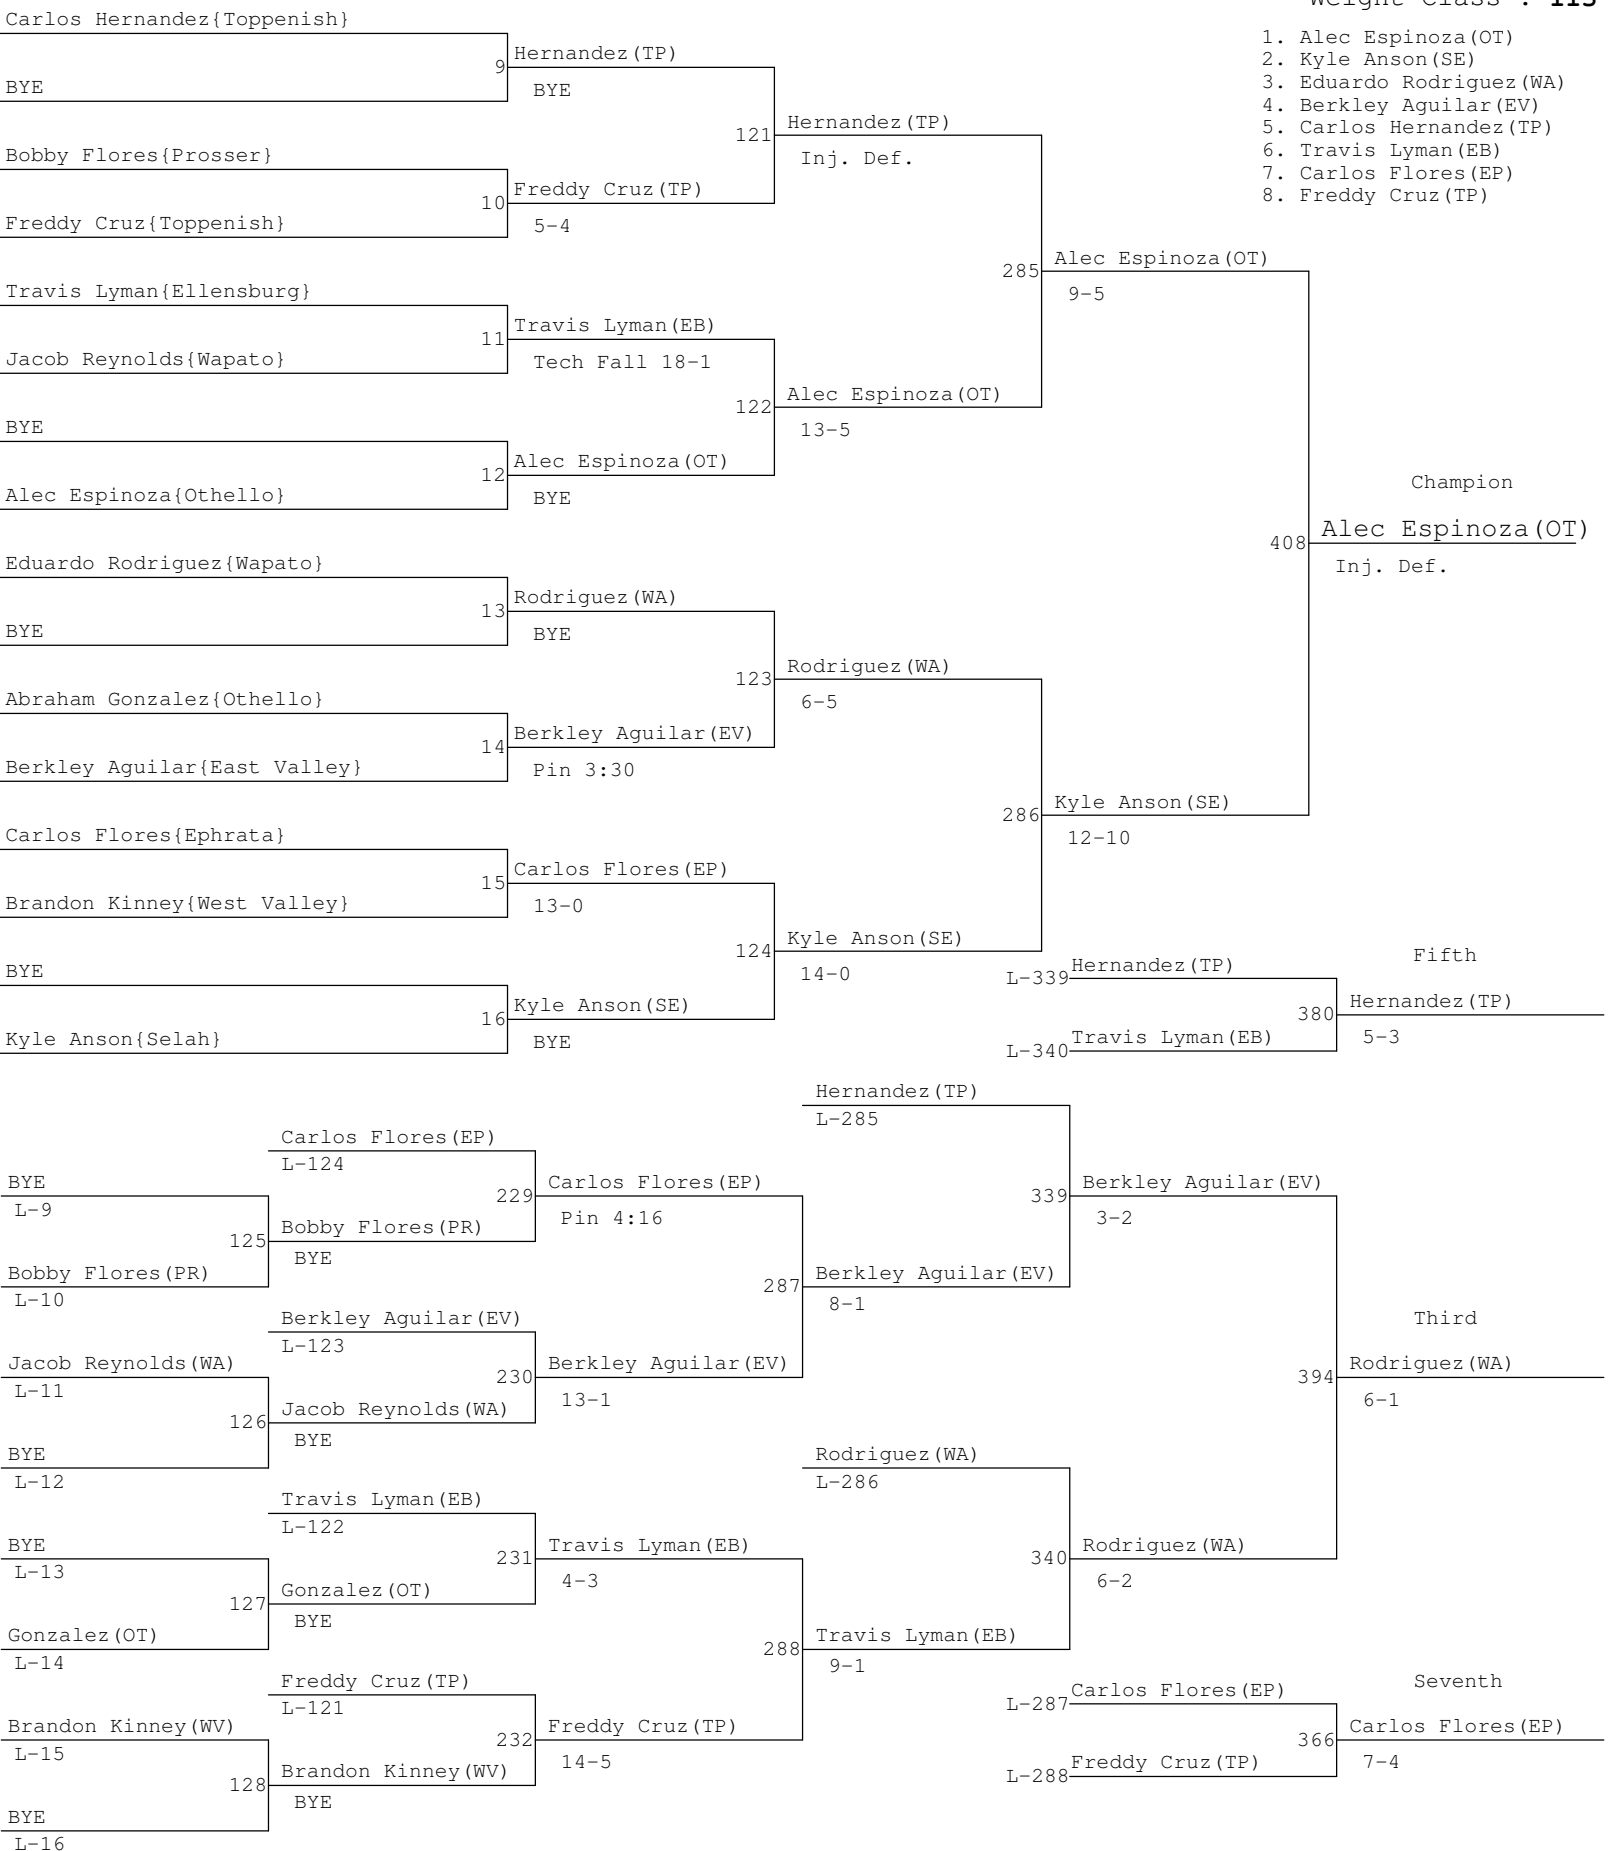 Weight Class : 113
1. Alec Espinoza(OT)
2. Kyle Anson(SE)
3. Eduardo Rodriguez(WA)
4. Berkley Aguilar(EV)
5. Carlos Hernandez(TP)
6. Travis Lyman(EB)
7. Carlos Flores(EP)
8. Freddy Cruz(TP)
Carlos Hernandez{Toppenish}
9
Hernandez(TP)
BYE
BYE
121
Hernandez(TP)
Inj. Def.
Bobby Flores{Prosser}
10
Freddy Cruz(TP)
5-4
Freddy Cruz{Toppenish}
285
Alec Espinoza(OT)
9-5
Travis Lyman{Ellensburg}
11
Travis Lyman(EB)
Tech Fall 18-1
Jacob Reynolds{Wapato}
122
Alec Espinoza(OT)
13-5
BYE
12
Alec Espinoza(OT)
BYE
Alec Espinoza{Othello}
Champion
408
Alec Espinoza(OT)
Inj. Def.
Eduardo Rodriguez{Wapato}
13
Rodriguez(WA)
BYE
BYE
123
Rodriguez(WA)
6-5
Abraham Gonzalez{Othello}
14
Berkley Aguilar(EV)
Pin 3:30
Berkley Aguilar{East Valley}
286
Kyle Anson(SE)
12-10
Carlos Flores{Ephrata}
15
Carlos Flores(EP)
13-0
Brandon Kinney{West Valley}
124
Kyle Anson(SE)
14-0
BYE
16
Kyle Anson(SE)
BYE
Kyle Anson{Selah}
Fifth
L-339
Hernandez(TP)
380
Hernandez(TP)
5-3
L-340
Travis Lyman(EB)
Hernandez(TP)
L-285
Carlos Flores(EP)
L-124
BYE
L-9
229
Carlos Flores(EP)
Pin 4:16
339
Berkley Aguilar(EV)
3-2
125
Bobby Flores(PR)
BYE
Bobby Flores(PR)
L-10
287
Berkley Aguilar(EV)
8-1
Berkley Aguilar(EV)
L-123
Third
Jacob Reynolds(WA)
L-11
230
Berkley Aguilar(EV)
13-1
394
Rodriguez(WA)
6-1
126
Jacob Reynolds(WA)
BYE
BYE
L-12
Rodriguez(WA)
L-286
Travis Lyman(EB)
L-122
BYE
L-13
231
Travis Lyman(EB)
4-3
340
Rodriguez(WA)
6-2
127
Gonzalez(OT)
BYE
Gonzalez(OT)
L-14
288
Travis Lyman(EB)
9-1
Freddy Cruz(TP)
L-121
Seventh
L-287
Carlos Flores(EP)
Brandon Kinney(WV)
L-15
232
Freddy Cruz(TP)
14-5
366
Carlos Flores(EP)
7-4
L-288
Freddy Cruz(TP)
128
Brandon Kinney(WV)
BYE
BYE
L-16